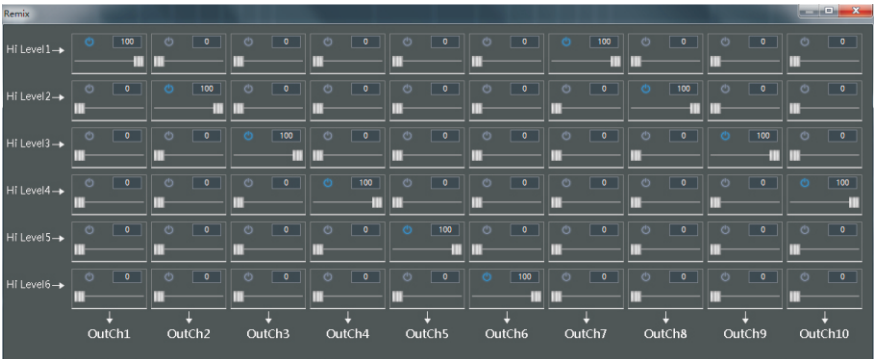 Remix
Hi Level1→ 100 0 0 0 0 0 100 0 0 0
Hi Level2→ 0 100 0 0 0 0 0 100 0 0
Hi Level3→ 0 0 100 0 0 0 0 0 100 0
Hi Level4→ 0 0 0 100 0 0 0 0 0 100
Hi Level5→ 0 0 0 0 100 0 0 0 0 0
Hi Level6→ 0 0 0 0 0 100 0 0 0 0
OutCh1 OutCh2 OutCh3 OutCh4 OutCh5 OutCh6 OutCh7 OutCh8 OutCh9 OutCh10